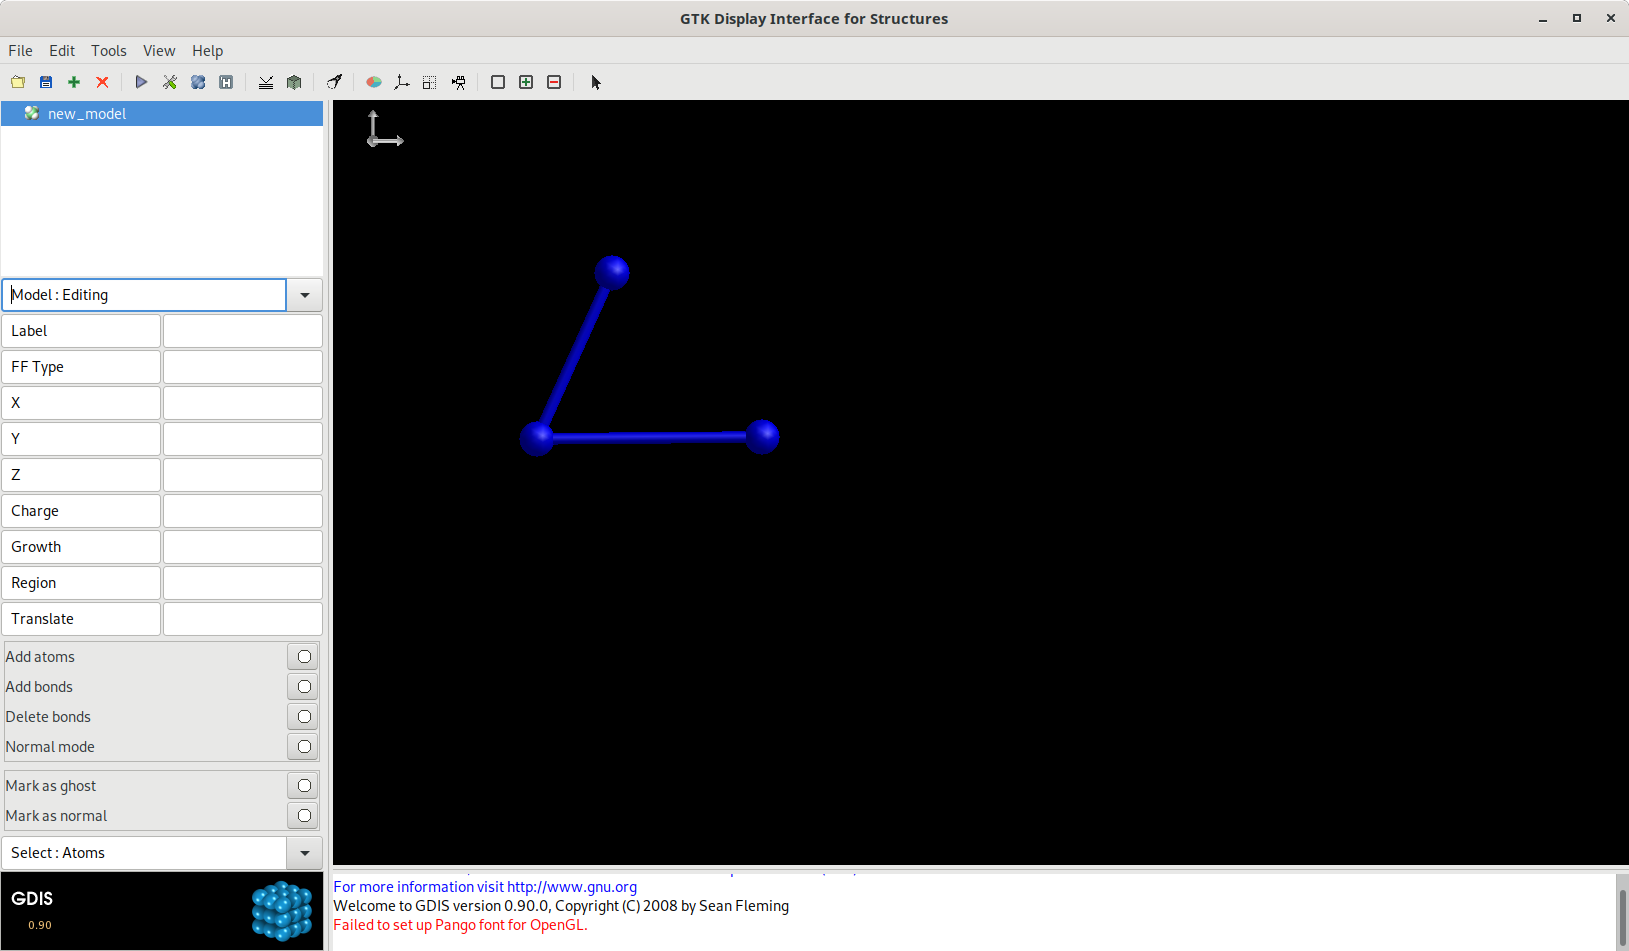 GTK Display Interface for Structures
File Edit Tools View Help
new_model
Model : Editing
Label
FF Type
X
Y
Z
Charge
Growth
Region
Translate
Add atoms
Add bonds
Delete bonds
Normal mode
Mark as ghost
Mark as normal
Select : Atoms
GDIS
0.90
For more information visit http://www.gnu.org
Welcome to GDIS version 0.90.0, Copyright (C) 2008 by Sean Fleming
Failed to set up Pango font for OpenGL.